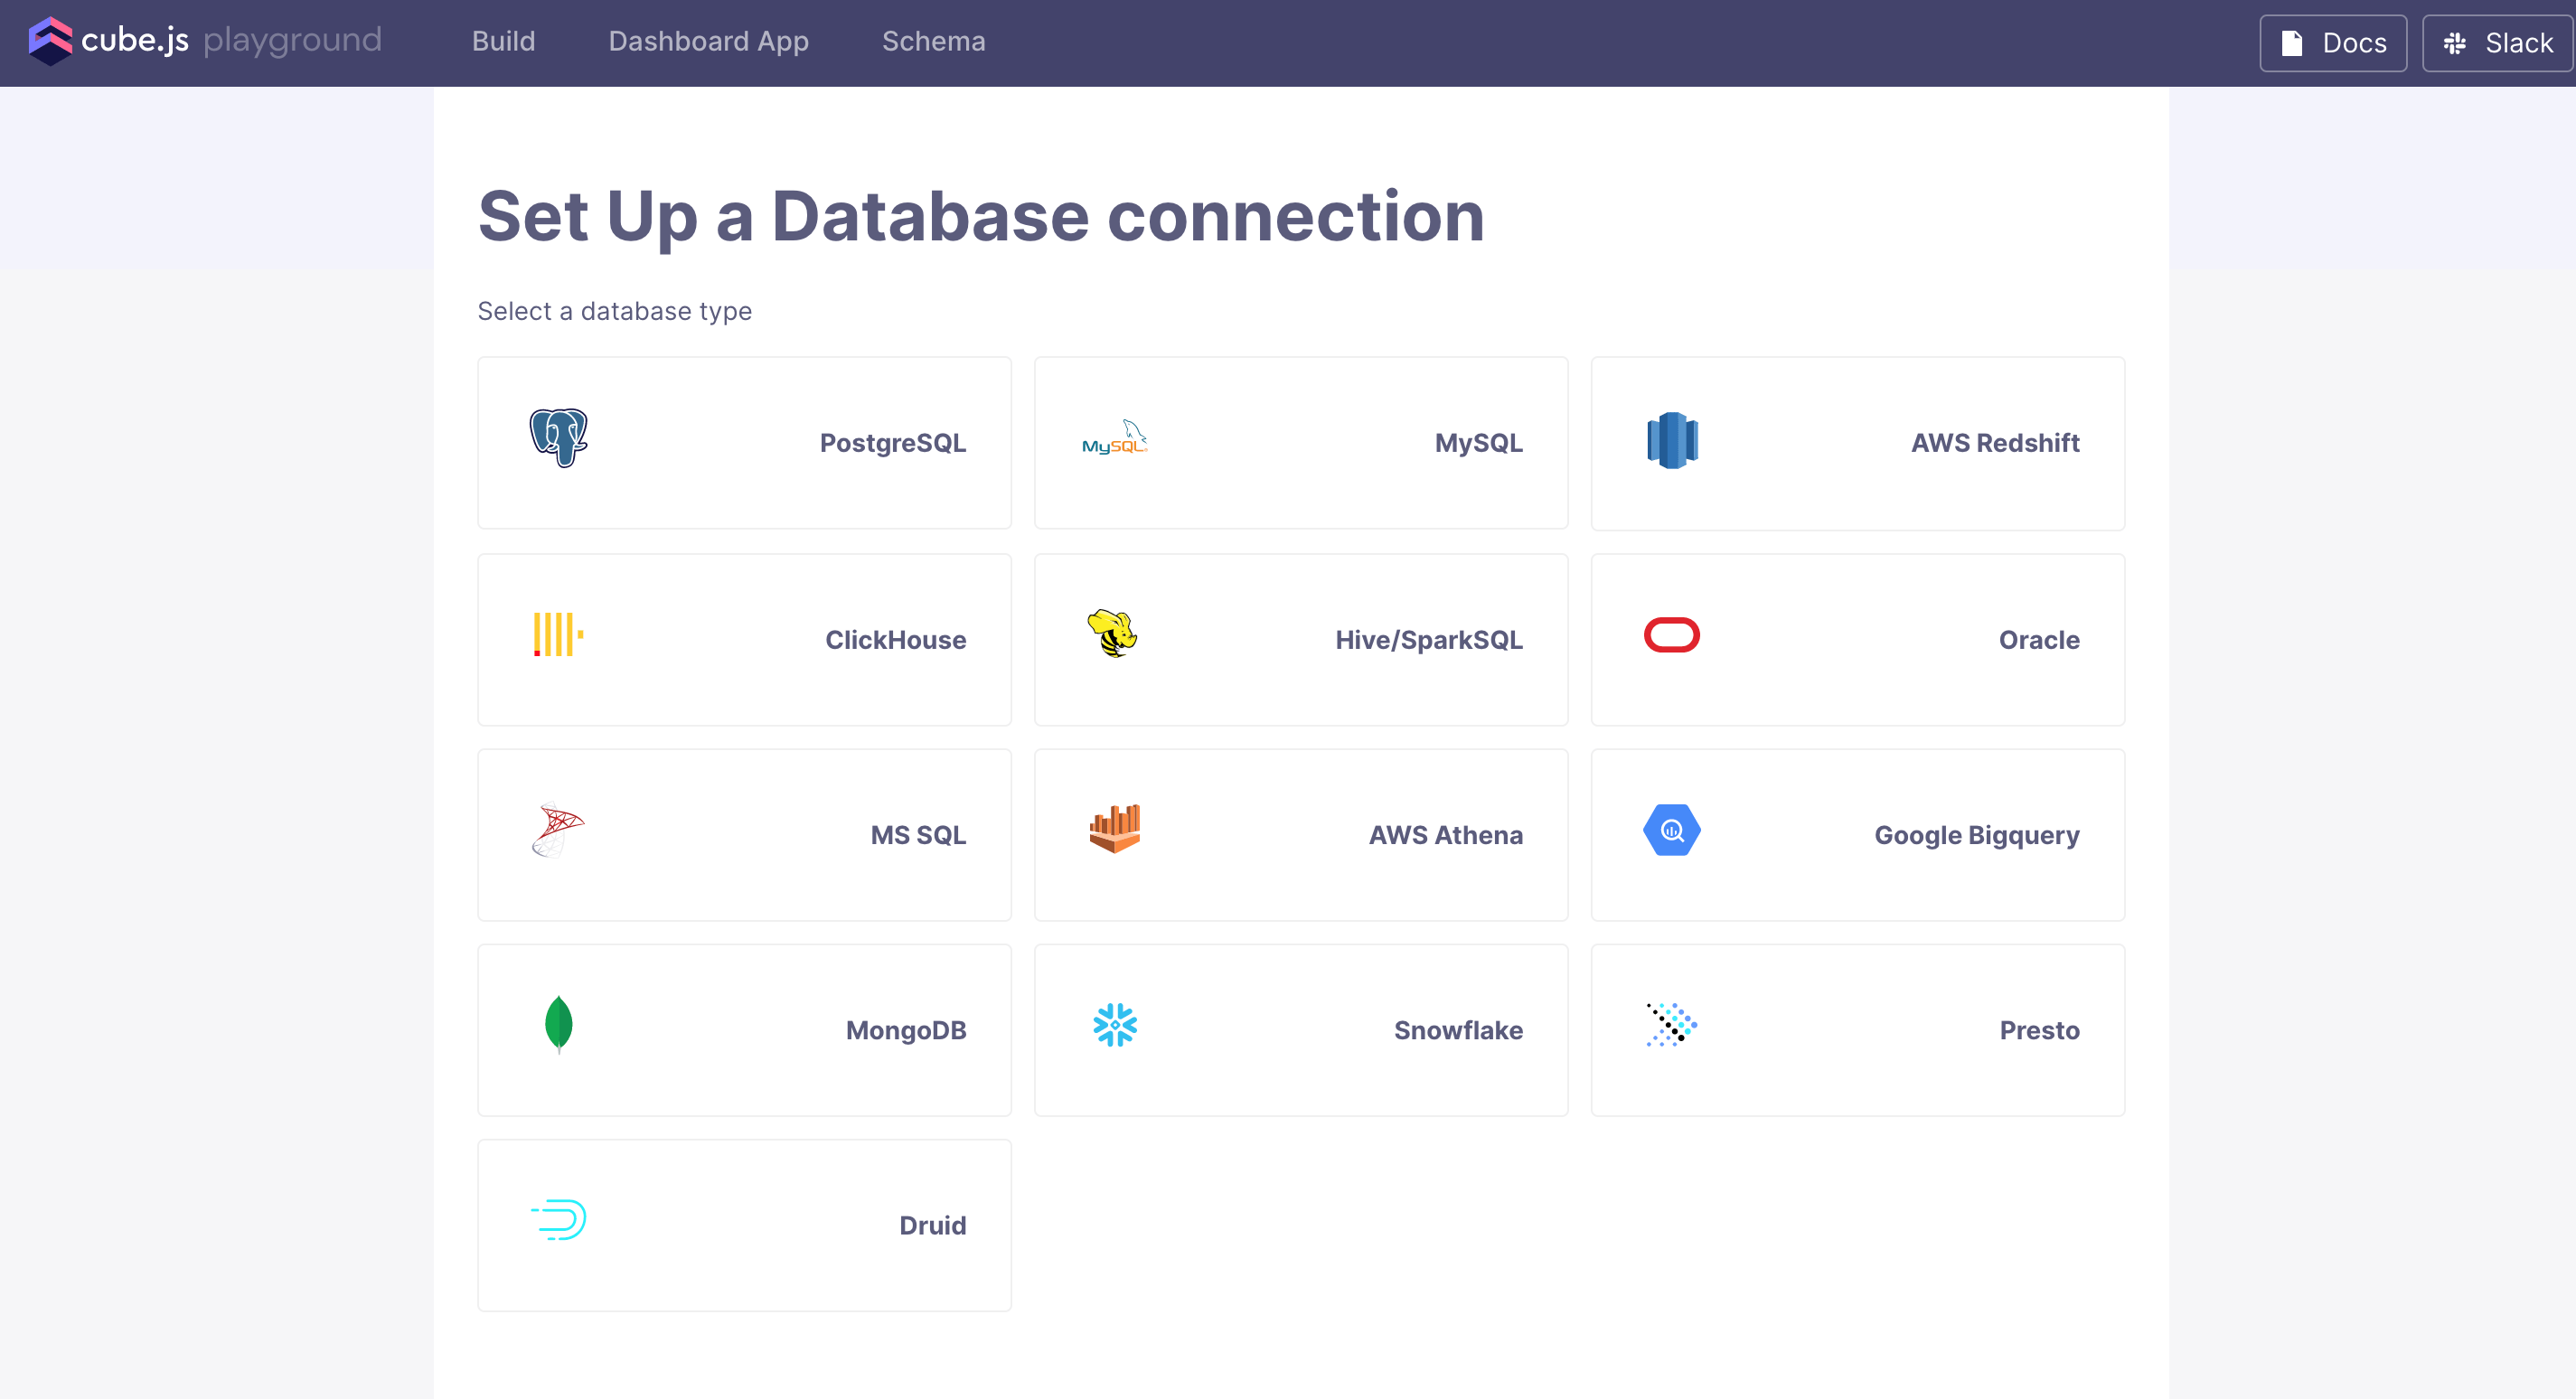 cube.js playground Build Dashboard App Schema Docs Slack
Set Up a Database connection
Select a database type
PostgreSQL
MySQL MySQL
AWS Redshift
ClickHouse
Hive/SparkSQL
Oracle
MS SQL
AWS Athena
Google Bigquery
MongoDB
Snowflake
Presto
Druid